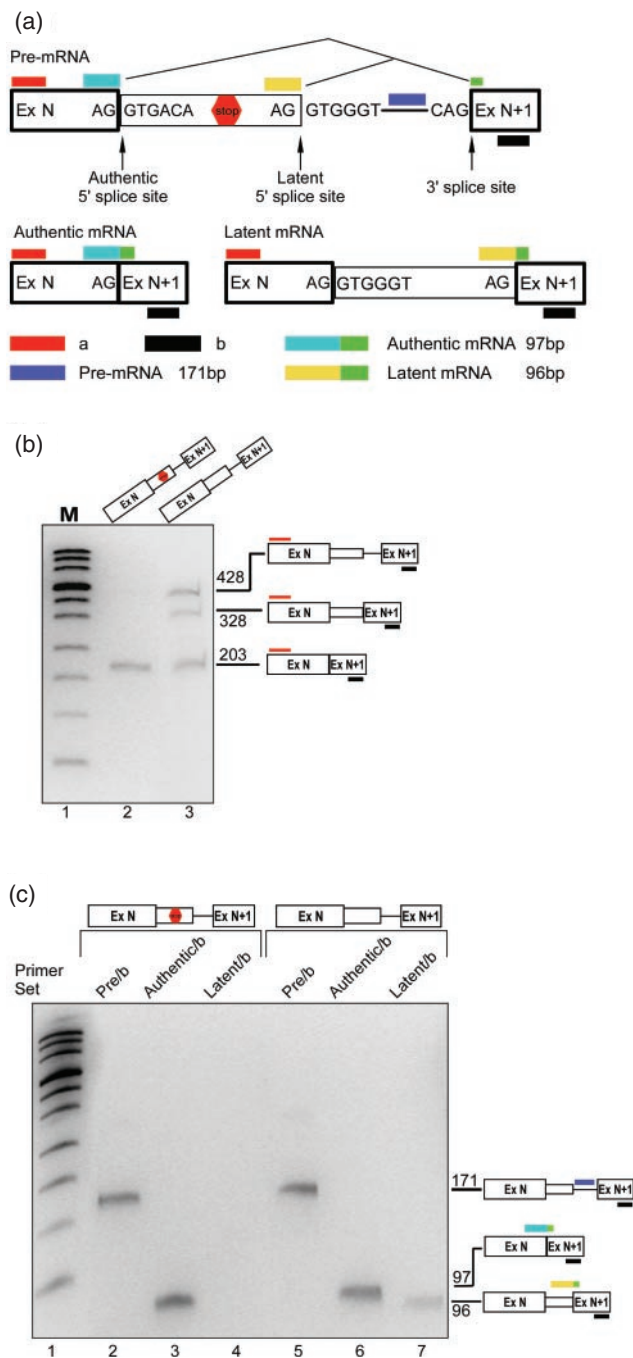 (a)
Pre-mRNA
Ex N AG GTGACA stop AG GTGGGT CAG Ex N+1
Authentic 5' splice site
Latent 5' splice site
3' splice site
Authentic mRNA
Ex N AG Ex N+1
Latent mRNA
Ex N AG GTGGGT AG Ex N+1
a
b
Authentic mRNA 97bp
Pre-mRNA 171bp
Latent mRNA 96bp
(b)
Ex N Ex N+1
Ex N Ex N+1
M
428
Ex N Ex N+1
328
Ex N Ex N+1
203
Ex N Ex N+1
1 2 3
(c)
Ex N Ex N+1
Ex N Ex N+1
Primer Set
Pre/b
Authentic/b
Latent/b
Pre/b
Authentic/b
Latent/b
171
Ex N Ex N+1
97
Ex N Ex N+1
96
Ex N Ex N+1
1 2 3 4 5 6 7